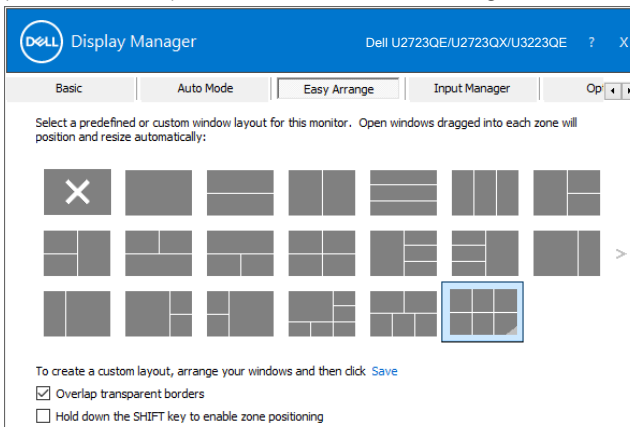 DELL Display Manager Dell U2723QE/U2723QX/U3223QE ? X
Basic Auto Mode Easy Arrange Input Manager Op
Select a predefined or custom window layout for this monitor. Open windows dragged into each zone will
position and resize automatically:
>
To create a custom layout, arrange your windows and then click Save
Overlap transparent borders
Hold down the SHIFT key to enable zone positioning